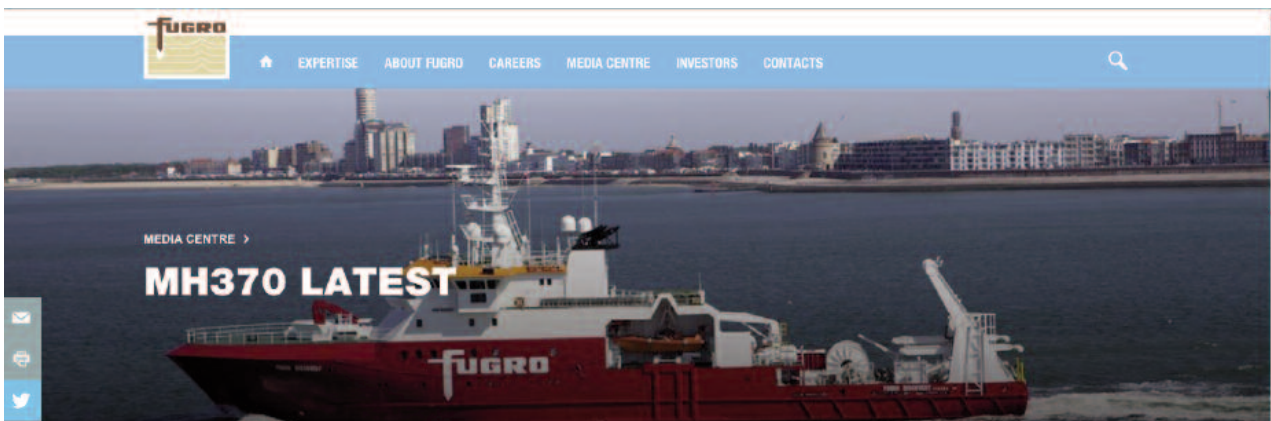 FUGRO
EXPERTISE ABOUT FUGRO CAREERS MEDIA CENTRE INVESTORS CONTACTS
MEDIA CENTRE >
MH370 LATEST
FUGRO